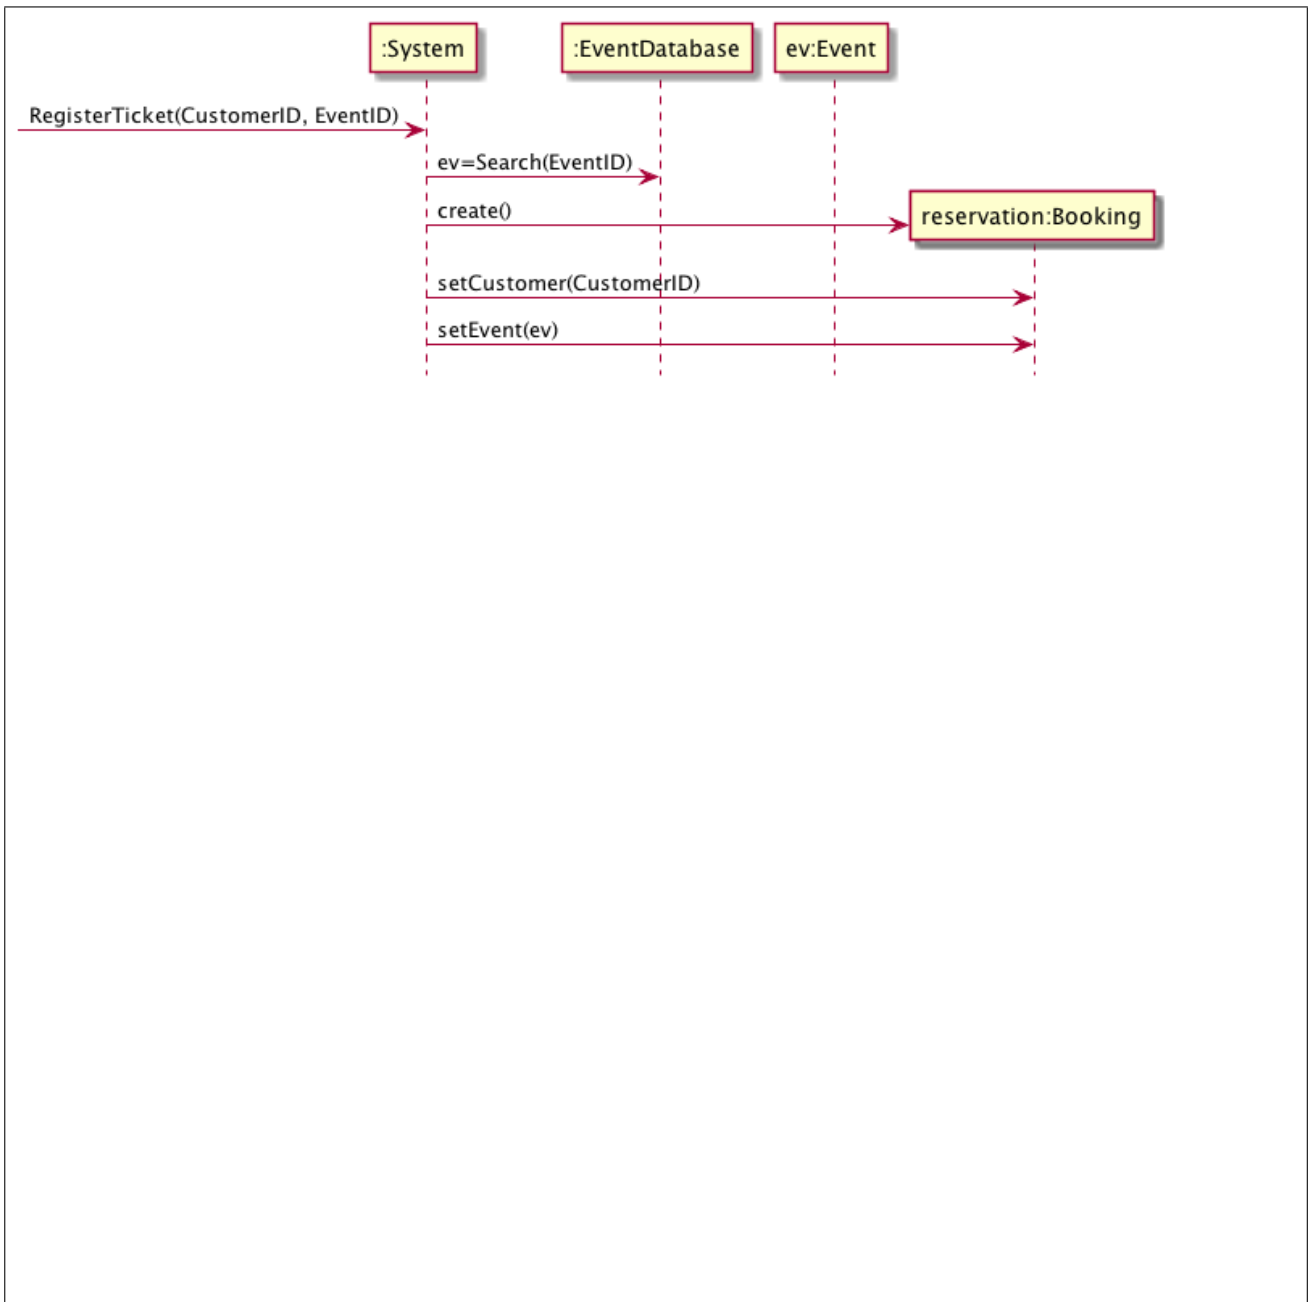 :System
:EventDatabase
ev:Event
RegisterTicket(CustomerID, EventID)
ev=Search(EventID)
create()
reservation:Booking
setCustomer(CustomerID)
setEvent(ev)